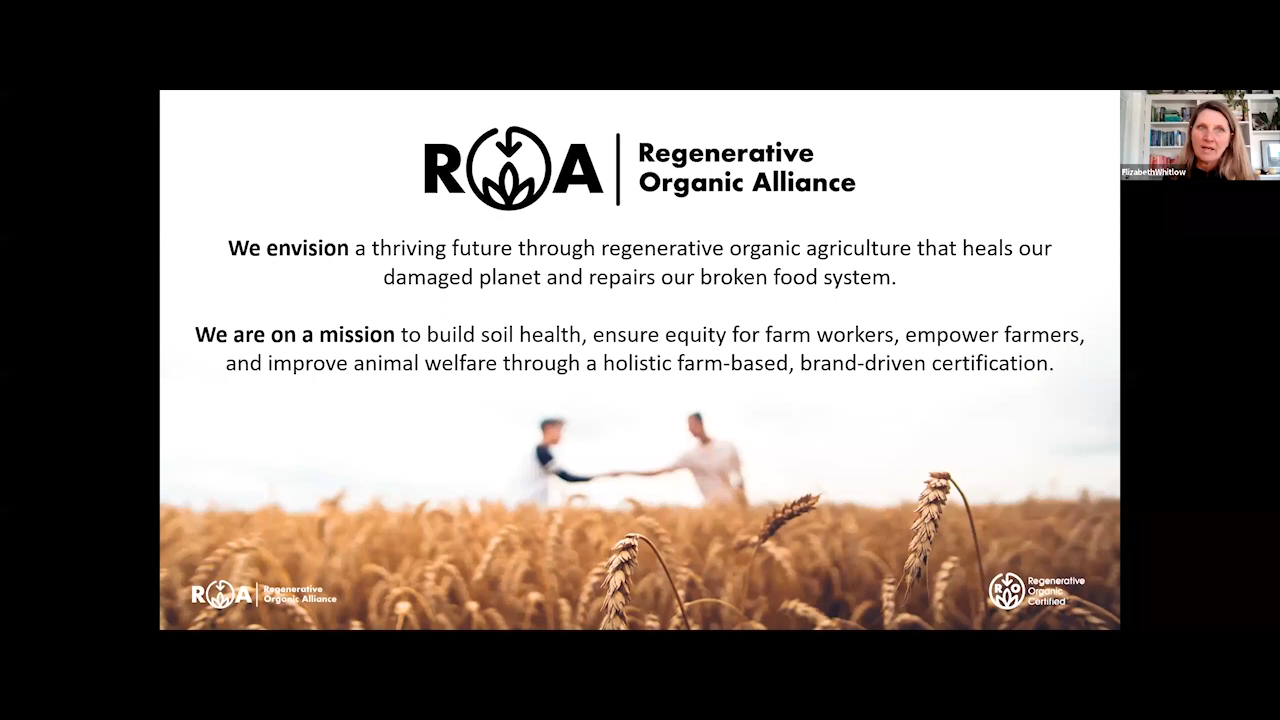 ROA
Regenerative
Organic Alliance
ElizabethWhitlow
We envision a thriving future through regenerative organic agriculture that heals our
damaged planet and repairs our broken food system.
We are on a mission to build soil health, ensure equity for farm workers, empower farmers,
and improve animal welfare through a holistic farm-based, brand-driven certification.
ROA
Regenerative
Organic Alliance
Regenerative
Organic
Certified